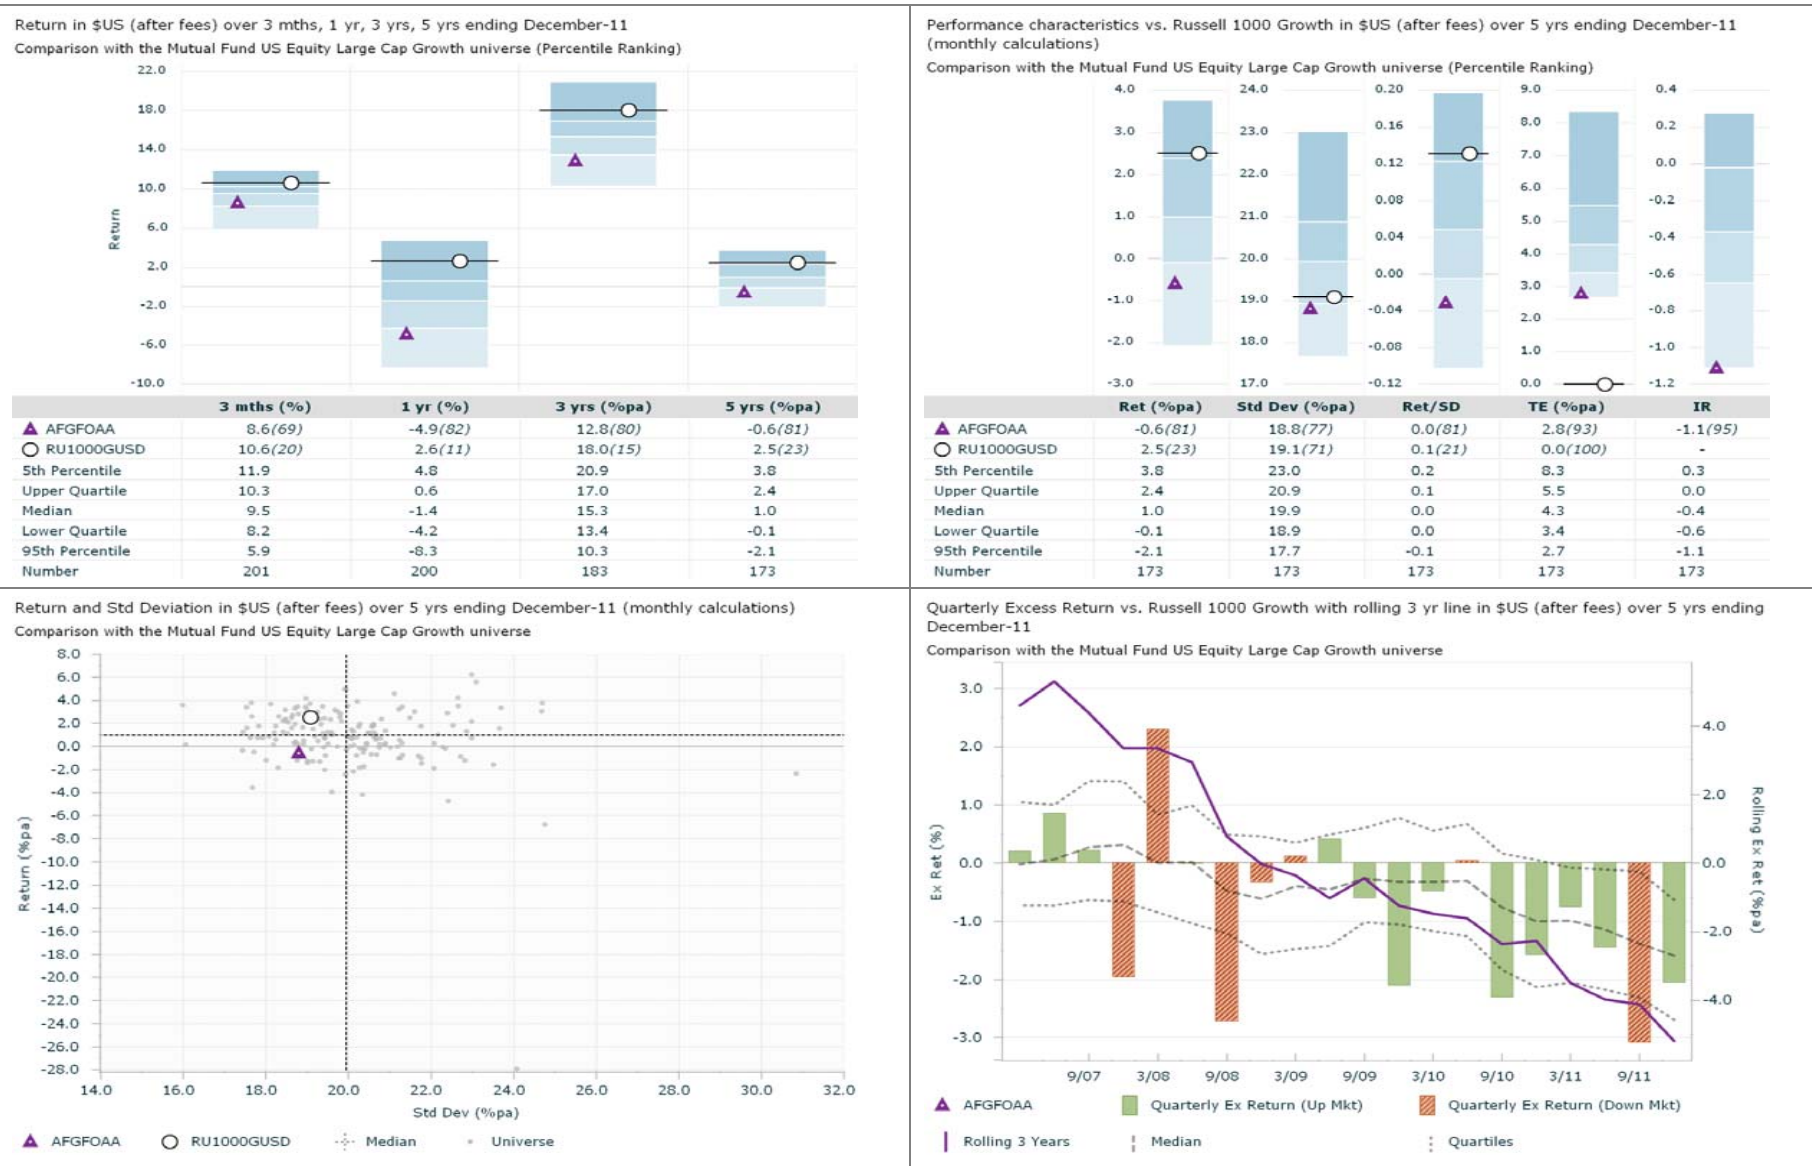 Return in $US (after fees) over 3 mths, 1 yr, 3 yrs, 5 yrs ending December-11
Comparison with the Mutual Fund US Equity Large Cap Growth universe (Percentile Ranking)
22.0
18.0
14.0
10.0
6.0
2.0
-2.0
-6.0
-10.0
Return
3 mths (%) 1 yr (%) 3 yrs (%pa) 5 yrs (%pa)
AFGFOAA 8.6(69) -4.9(82) 12.8(80) -0.6(81)
RU1000GUSD 10.6(20) 2.6(11) 18.0(15) 2.5(23)
5th Percentile 11.9 4.8 20.9 3.8
Upper Quartile 10.3 0.6 17.0 2.4
Median 9.5 -1.4 15.3 1.0
Lower Quartile 8.2 -4.2 13.4 -0.1
95th Percentile 5.9 -8.3 10.3 -2.1
Number 201 200 183 173
Performance characteristics vs. Russell 1000 Growth in $US (after fees) over 5 yrs ending December-11
(monthly calculations)
Comparison with the Mutual Fund US Equity Large Cap Growth universe (Percentile Ranking)
4.0
3.0
2.0
1.0
0.0
-1.0
-2.0
-3.0
24.0
23.0
22.0
21.0
20.0
19.0
18.0
17.0
0.20
0.16
0.12
0.08
0.04
0.00
-0.04
-0.08
-0.12
9.0
8.0
7.0
6.0
5.0
4.0
3.0
2.0
1.0
0.0
0.4
0.2
0.0
-0.2
-0.4
-0.6
-0.8
-1.0
-1.2
Ret (%pa) Std Dev (%pa) Ret/SD TE (%pa) IR
AFGFOAA -0.6(81) 18.8(77) 0.0(81) 2.8(93) -1.1(95)
RU1000GUSD 2.5(23) 19.1(71) 0.1(21) 0.0(100) -
5th Percentile 3.8 23.0 0.2 8.3 0.3
Upper Quartile 2.4 20.9 0.1 5.5 0.0
Median 1.0 19.9 0.0 4.3 -0.4
Lower Quartile -0.1 18.9 0.0 3.4 -0.6
95th Percentile -2.1 17.7 -0.1 2.7 -1.1
Number 173 173 173 173 173
Return and Std Deviation in $US (after fees) over 5 yrs ending December-11 (monthly calculations)
Comparison with the Mutual Fund US Equity Large Cap Growth universe
8.0
6.0
4.0
2.0
0.0
-2.0
-4.0
-6.0
-8.0
-10.0
-12.0
-14.0
-16.0
-18.0
-20.0
-22.0
-24.0
-26.0
-28.0
Return (%pa)
14.0 16.0 18.0 20.0 22.0 24.0 26.0 28.0 30.0 32.0
Std Dev (%pa)
AFGFOAA RU1000GUSD Median Universe
Quarterly Excess Return vs. Russell 1000 Growth with rolling 3 yr line in $US (after fees) over 5 yrs ending
December-11
Comparison with the Mutual Fund US Equity Large Cap Growth universe
3.0
2.0
1.0
0.0
-1.0
-2.0
-3.0
Ex Ret (%)
4.0
2.0
0.0
-2.0
-4.0
Rolling Ex Ret (%pa)
9/07 3/08 9/08 3/09 9/09 3/10 9/10 3/11 9/11
AFGFOAA Quarterly Ex Return (Up Mkt) Quarterly Ex Return (Down Mkt)
Rolling 3 Years Median Quartiles